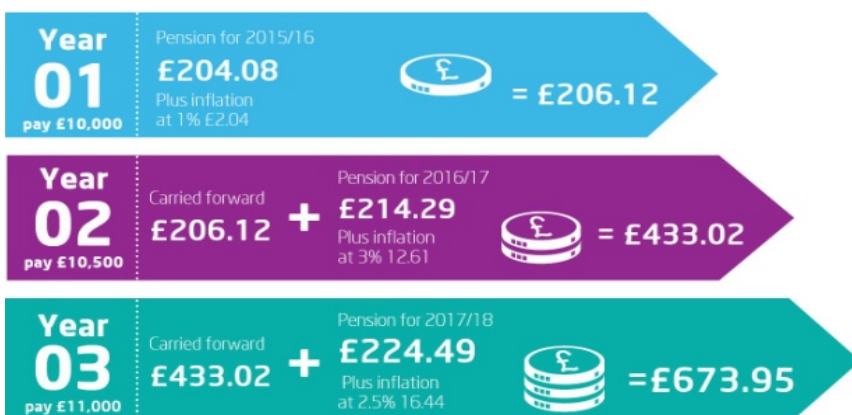 Year
01
pay £10,000
Pension for 2015/16
£204.08
Plus inflation
at 1% £2.04
£
= £206.12
Year
02
pay £10,500
Carried forward
£206.12
+
Pension for 2016/17
£214.29
Plus inflation
at 3% 12.61
£
= £433.02
Year
03
pay £11,000
Carried forward
£433.02
+
Pension for 2017/18
£224.49
Plus inflation
at 2.5% 16.44
£
=£673.95